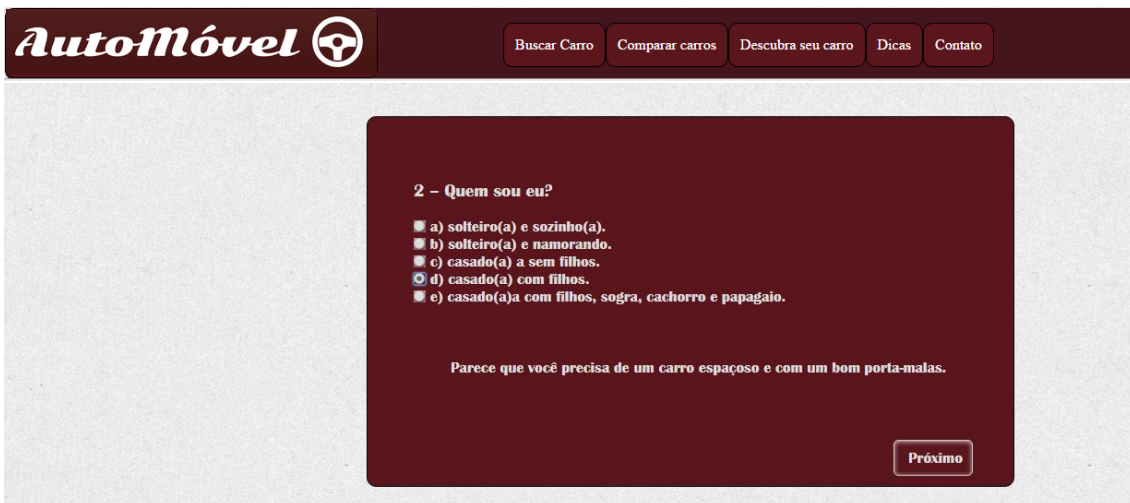 AutoMóvel
Buscar Carro Comparar carros Descubra seu carro Dicas Contato
2 – Quem sou eu?
a) solteiro(a) e sozinho(a).
b) solteiro(a) e namorando.
c) casado(a) a sem filhos.
d) casado(a) com filhos.
e) casado(a)a com filhos, sogra, cachorro e papagaio.
Parece que você precisa de um carro espaçoso e com um bom porta-malas.
Próximo